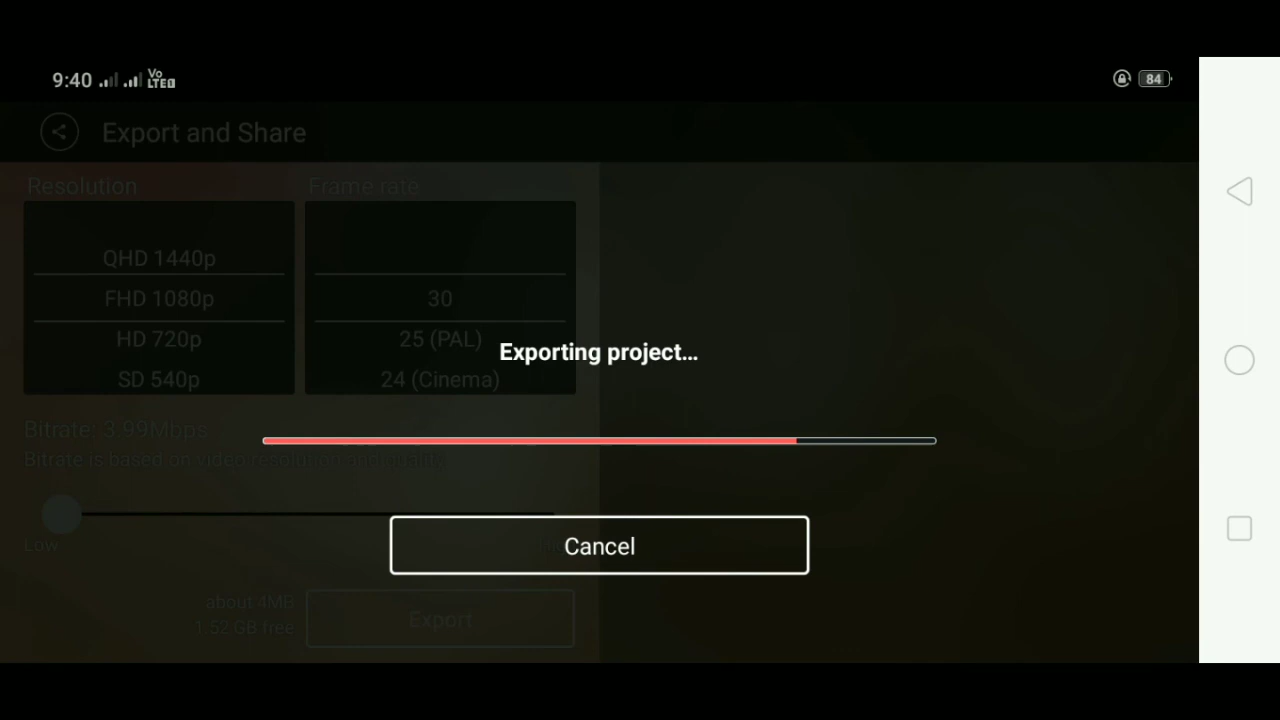 9:40 Vo LTE 84
Export and Share
Resolution Frame rate
QHD 1440p
FHD 1080p 30
HD 720p 25 (PAL)
SD 540p 24 (Cinema)
Exporting project...
Bitrate: 3.99Mbps
Bitrate is based on video resolution and quality
Low
Cancel
about 4MB
1.52 GB free
Export